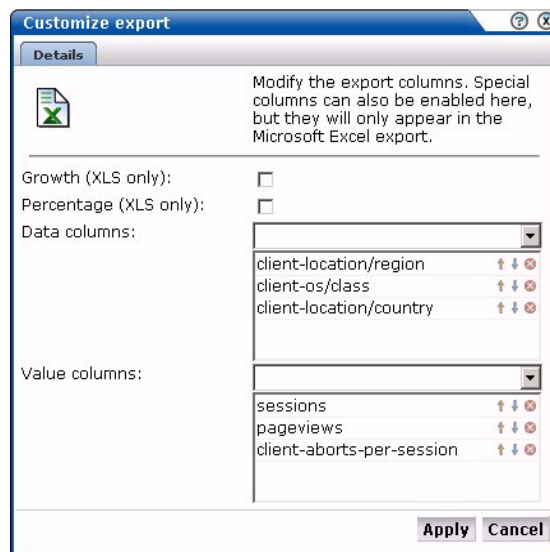 Customize export
Details
Modify the export columns. Special
columns can also be enabled here,
but they will only appear in the
Microsoft Excel export.
Growth (XLS only):
Percentage (XLS only):
Data columns:
client-location/region
client-os/class
client-location/country
Value columns:
sessions
pageviews
client-aborts-per-session
Apply Cancel